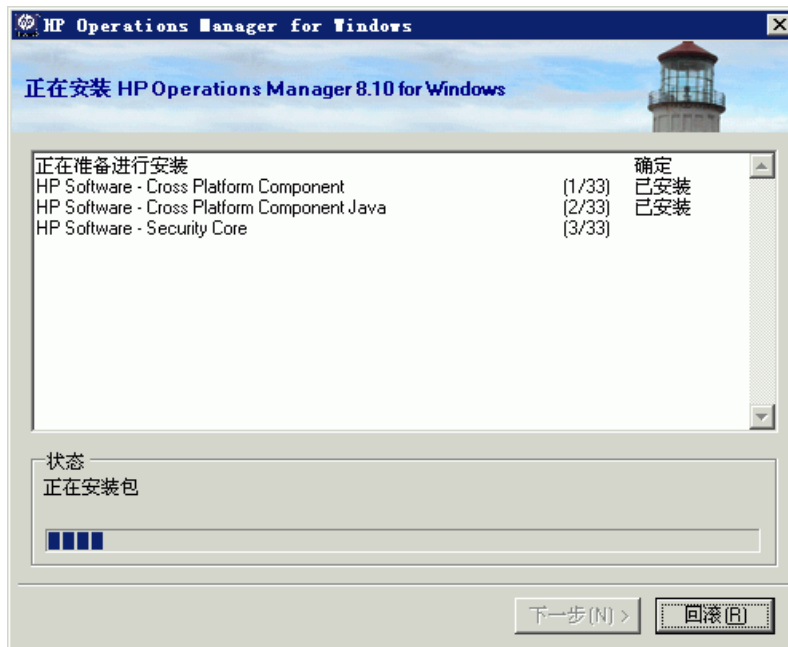 HP Operations Manager for Windows
正在安装 HP Operations Manager 8.10 for Windows
正在准备进行安装 确定
HP Software - Cross Platform Component (1/33) 已安装
HP Software - Cross Platform Component Java (2/33) 已安装
HP Software - Security Core (3/33)
状态
正在安装包
下一步(N) > 回滚(R)